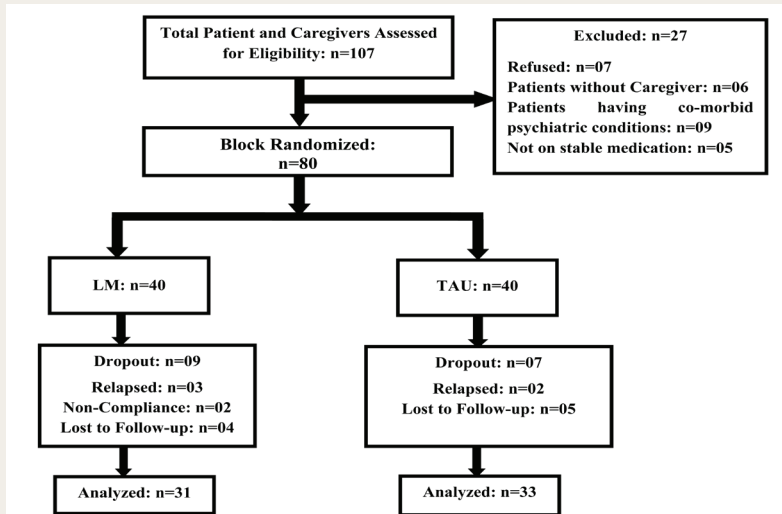 Total Patient and Caregivers Assessed
for Eligibility: n=107
Excluded: n=27
Refused: n=07
Patients without Caregiver: n=06
Patients having co-morbid
psychiatric conditions: n=09
Not on stable medication: n=05
Block Randomized:
n=80
LM: n=40
TAU: n=40
Dropout: n=09
Relapsed: n=03
Non-Compliance: n=02
Lost to Follow-up: n=04
Dropout: n=07
Relapsed: n=02
Lost to Follow-up: n=05
Analyzed: n=31
Analyzed: n=33